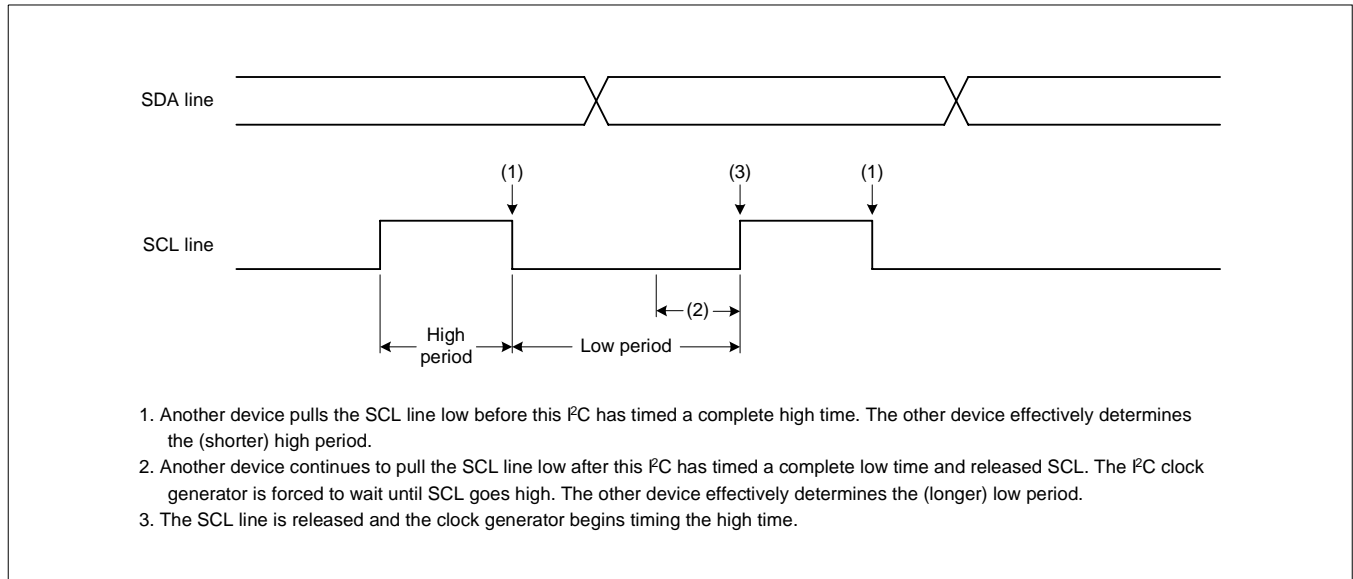 SDA line
(1)
(3)
(1)
SCL line
(2)
High
period
Low period
1. Another device pulls the SCL line low before this I²C has timed a complete high time. The other device effectively determines
the (shorter) high period.
2. Another device continues to pull the SCL line low after this I²C has timed a complete low time and released SCL. The I²C clock
generator is forced to wait until SCL goes high. The other device effectively determines the (longer) low period.
3. The SCL line is released and the clock generator begins timing the high time.